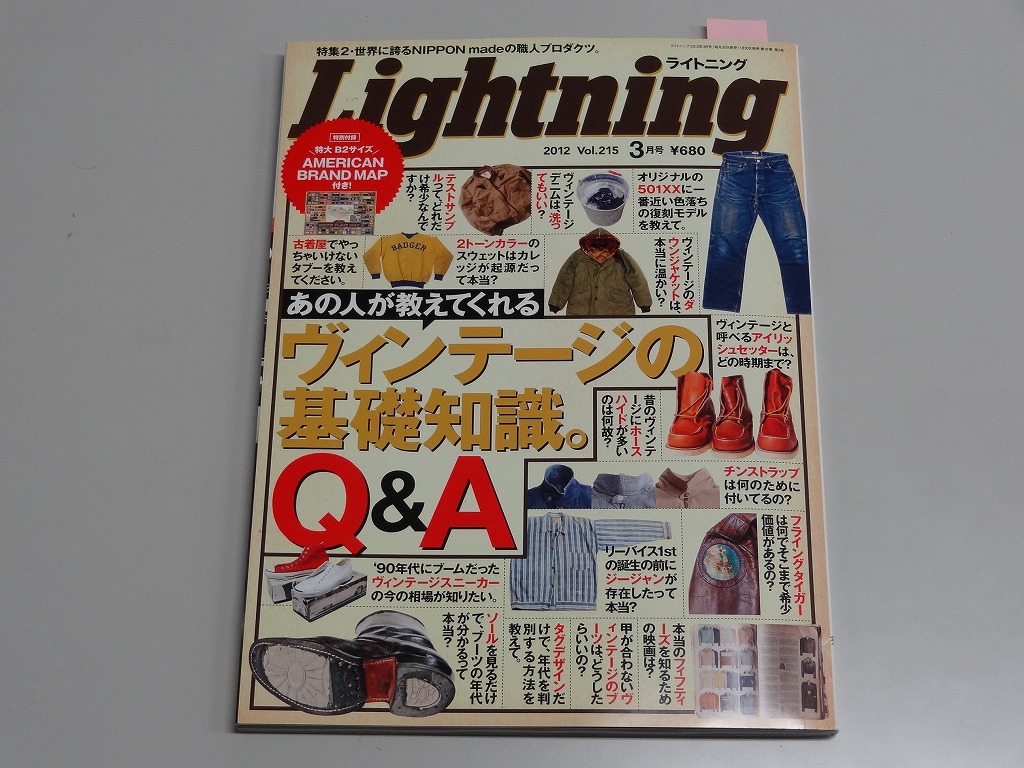 特集2・世界に誇るNIPPON madeの職人プロダクツ。
Lightning
ライトニング
2012 Vol.215 3月号 ¥680
特別付録
特大 B2サイズ
AMERICAN
BRAND MAP
付き!
テストサンプ
ルって、どれだ
け希少なんで
すか?
ヴィンテージ
デニムは、洗っ
てもいい?
オリジナルの
501XXに一
番近い色落ち
の復刻モデル
を教えて。
古着屋でやっ
ちゃいけない
タブーを教え
てください。
BADGER
2トーンカラーの
スウェットはカレ
ッジが起源だっ
て本当?
ヴィンテージのダ
ウンジャケットは、
本当に温かい?
あの人が教えてくれる
ヴィンテージの
基礎知識。
Q&A
ヴィンテージと
呼べるアイリッ
シュセッターは、
どの時期まで?
昔のヴィンテ
ージにホース
ハイドが多い
のは何故?
チンストラップ
は何のために
付いてるの?
'90年代にブームだった
ヴィンテージスニーカー
の今の相場が知りたい。
リーバイス1st
の誕生の前に
ジージャンが
存在したって
本当?
フライングタイガー
は何でそこまで希少
価値があるの?
ソールを見るだけ
で、ブーツの年代
が分かるって
本当?
タグデザインだ
けで、年代を判
別する方法を
教えて。
甲が合わないヴ
ィンテージのブ
ーツは、どうした
らいいの?
本当のフィフティ
ーズを知るため
の映画は?